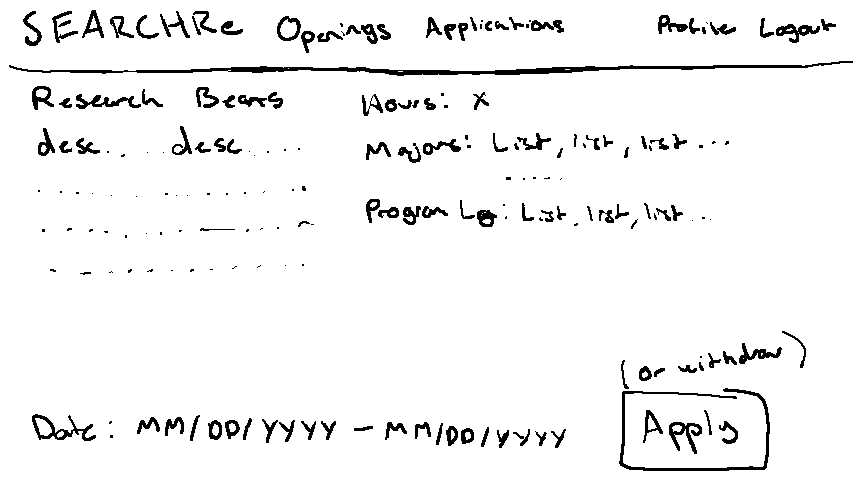 SEARCHRe Openings Applications Profile Logout
Research Bears
desc... desc....
Hours: X
Majors: List, list, list...
.....
Program Lg: List, list, list...
(or withdraw)
Date: MM/DD/YYYY - MM/DD/YYYY
Apply